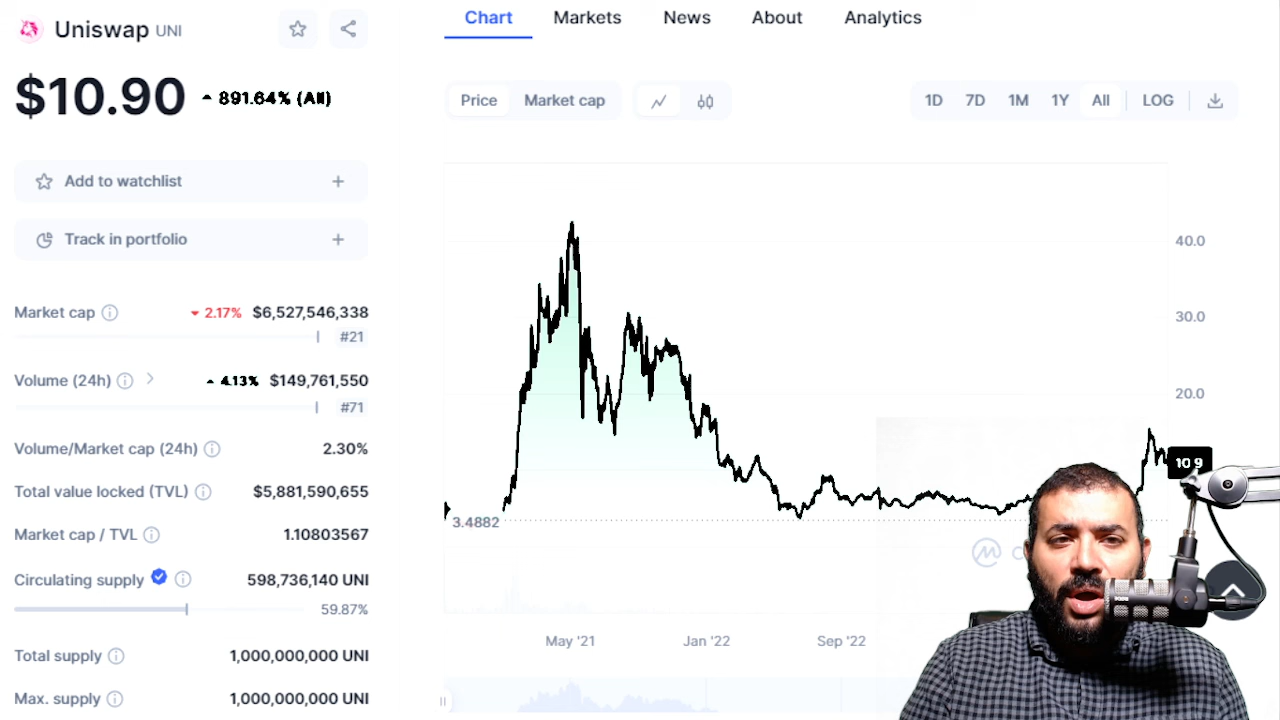 Uniswap UNI
$10.90 891.64% (All)
Add to watchlist +
Track in portfolio +
Market cap 2.17% $6,527,546,338
#21
Volume (24h) 4.13% $149,761,550
#71
Volume/Market cap (24h) 2.30%
Total value locked (TVL) $5,881,590,655
Market cap / TVL 1.10803567
Circulating supply 598,736,140 UNI
59.87%
Total supply 1,000,000,000 UNI
Max. supply 1,000,000,000 UNI
Chart Markets News About Analytics
Price Market cap 1D 7D 1M 1Y All LOG
40.0
30.0
20.0
10.9
3.4882
May '21 Jan '22 Sep '22